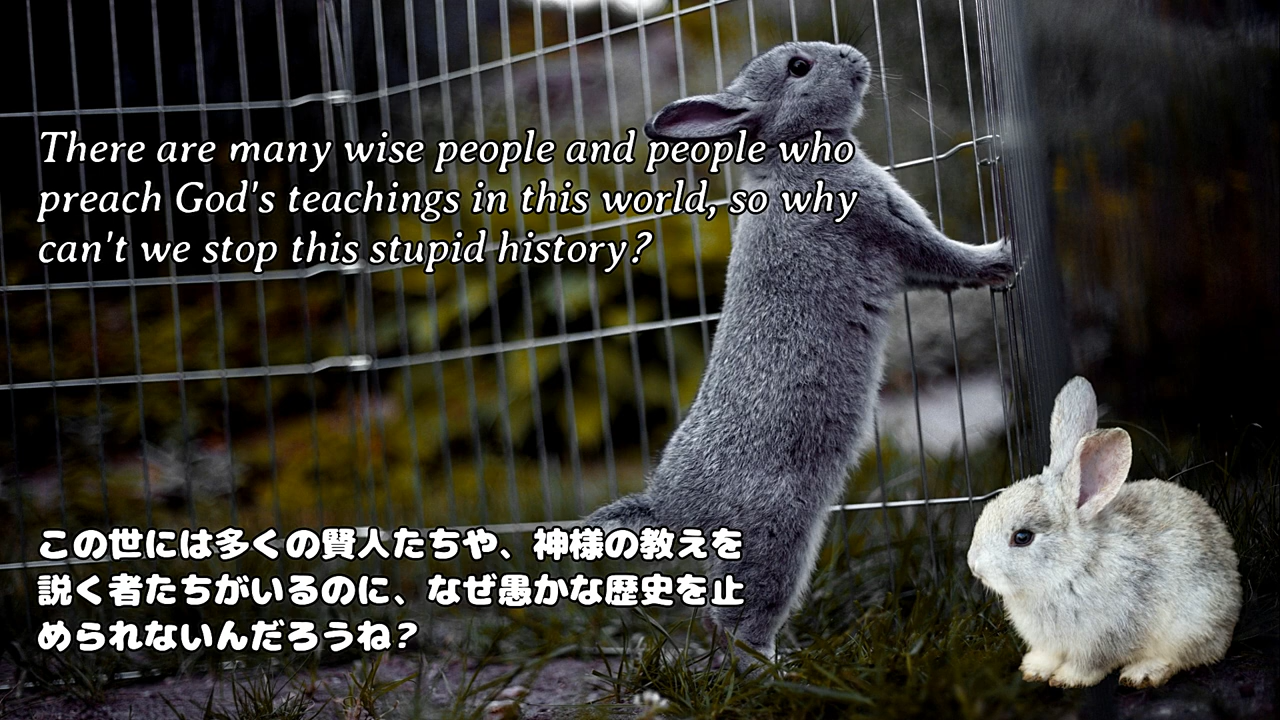 There are many wise people and people who
preach God's teachings in this world, so why
can't we stop this stupid history?
この世には多くの賢人たちや、神様の教えを
説く者たちがいるのに、なぜ愚かな歴史を止
められないんだろうね?